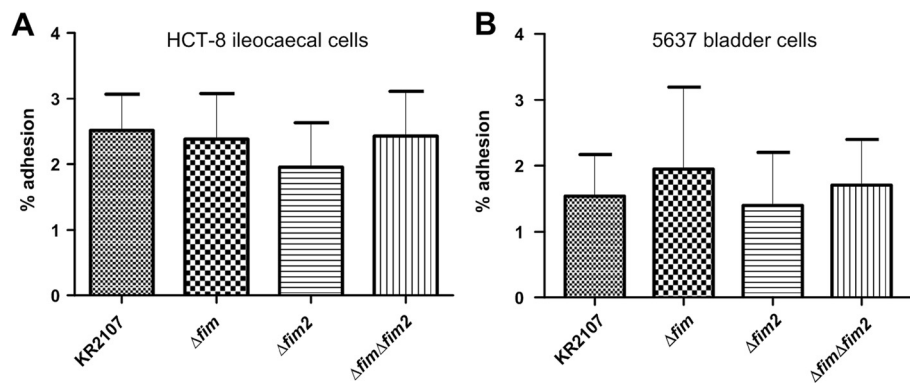 A
HCT-8 ileocaecal cells
% adhesion
4
3
2
1
0
KR2107
Δfim
Δfim2
ΔfimΔfim2
B
5637 bladder cells
% adhesion
4
3
2
1
0
KR2107
Δfim
Δfim2
ΔfimΔfim2